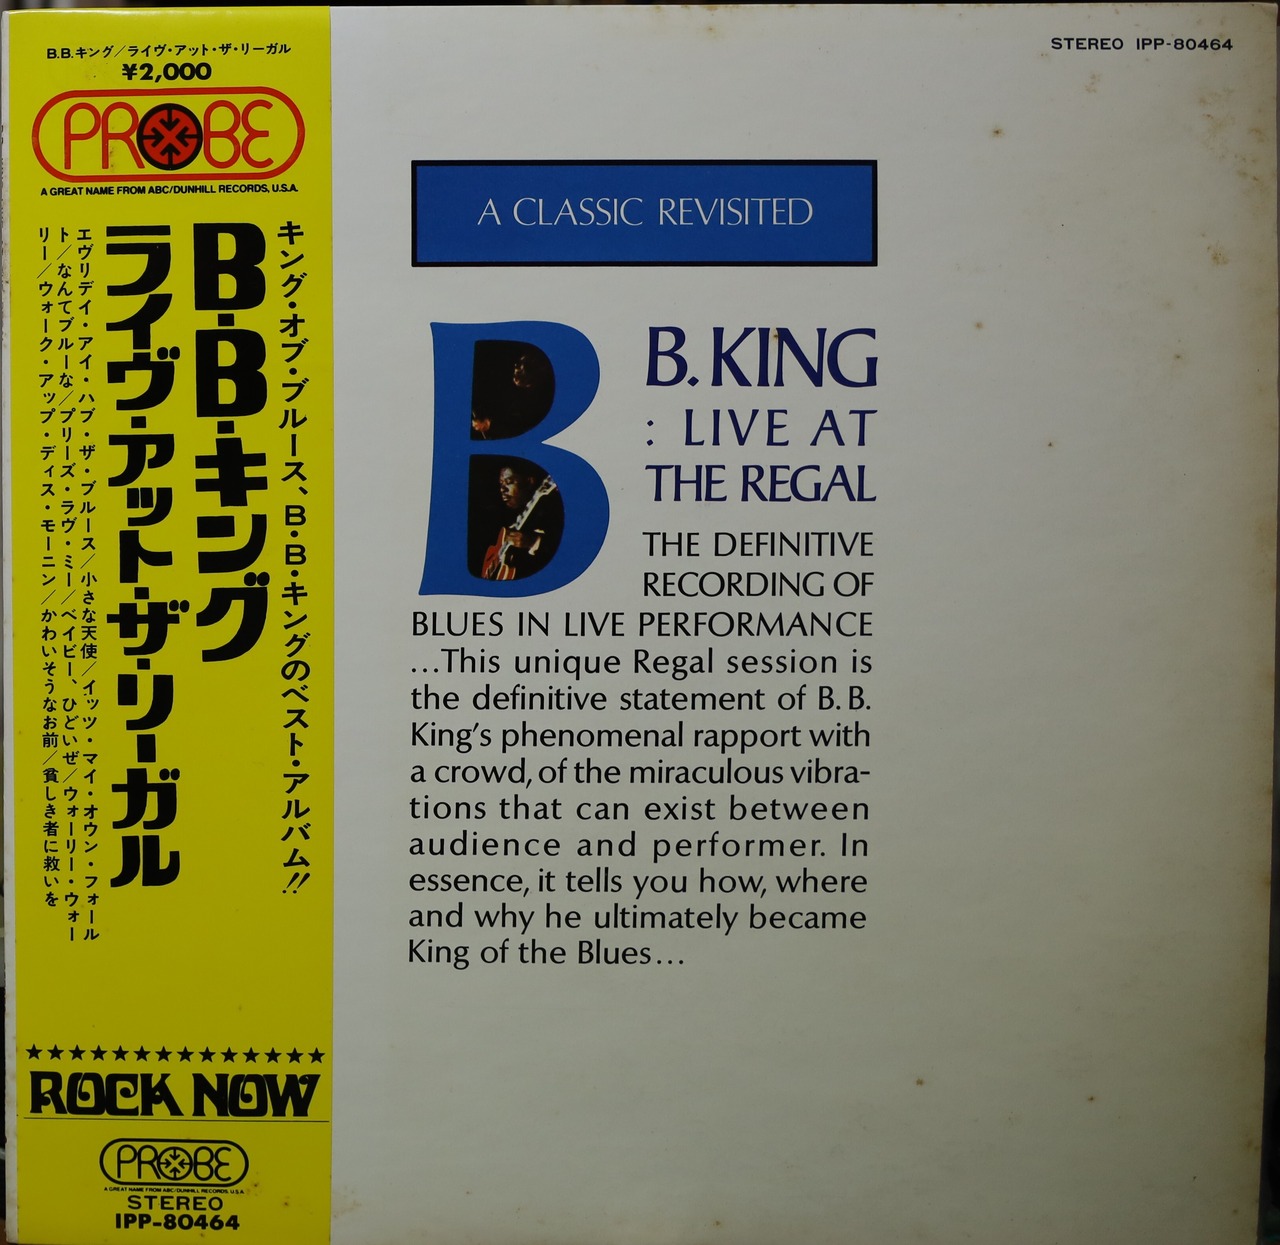 B.B.キング/ライヴ・アット・ザ・リーガル
¥2,000
PROBE
A GREAT NAME FROM ABC/DUNHILL RECORDS, U.S.A.
キング・オブ・ブルース、B・B・キングのベスト・アルバム!!
B・B・キング
ライヴ・アット・ザ・リーガル
エヴリデイ・アイ・ハブ・ザ・ブルース/小さな天使/イッツ・マイ・オウン・フォール
ト/なんてブルーな/プリーズ・ラヴ・ミー/ベイビー、ひどいぜ/ウォーリー・ウォー
リー/ウォーク・アップ・ディス・モーニン/かわいそうなお前/貧しき者に救いを
ROCK NOW
PROBE
A GREAT NAME FROM ABC/DUNHILL RECORDS, U.S.A.
STEREO
IPP-80464
STEREO IPP-80464
A CLASSIC REVISITED
B B. KING
: LIVE AT
THE REGAL
THE DEFINITIVE
RECORDING OF
BLUES IN LIVE PERFORMANCE
...This unique Regal session is
the definitive statement of B. B.
King's phenomenal rapport with
a crowd, of the miraculous vibra-
tions that can exist between
audience and performer. In
essence, it tells you how, where
and why he ultimately became
King of the Blues...